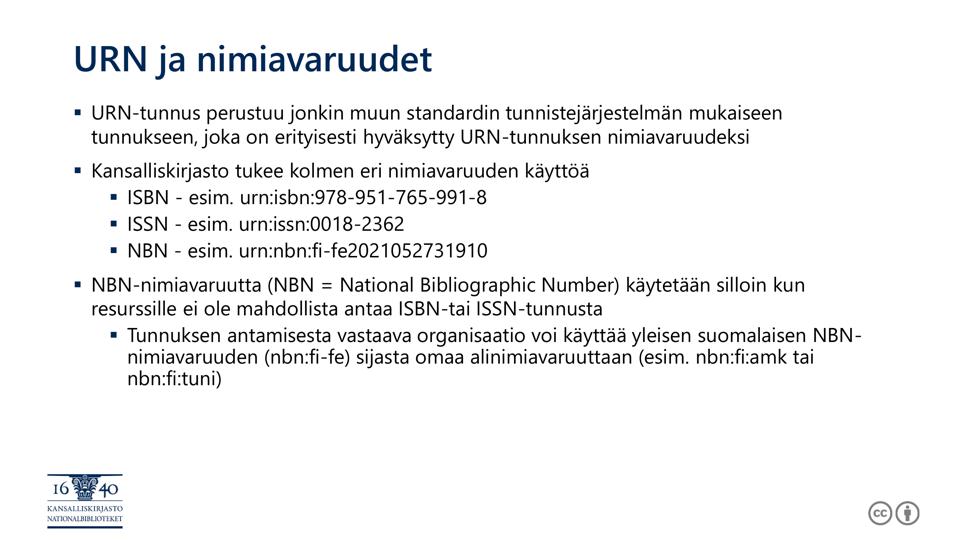 URN ja nimiavaruudet
▪ URN-tunnus perustuu jonkin muun standardin tunnistejärjestelmän mukaiseen
tunnukseen, joka on erityisesti hyväksytty URN-tunnuksen nimiavaruudeksi
▪ Kansalliskirjasto tukee kolmen eri nimiavaruuden käyttöä
▪ ISBN - esim. urn:isbn:978-951-765-991-8
▪ ISSN - esim. urn:issn:0018-2362
▪ NBN - esim. urn:nbn:fi-fe2021052731910
▪ NBN-nimiavaruutta (NBN = National Bibliographic Number) käytetään silloin kun
resurssille ei ole mahdollista antaa ISBN-tai ISSN-tunnusta
▪ Tunnuksen antamisesta vastaava organisaatio voi käyttää yleisen suomalaisen NBN-
nimiavaruuden (nbn:fi-fe) sijasta omaa alinimiavaruuttaan (esim. nbn:fi:amk tai
nbn:fi:tuni)
16 40
KANSALLISKIRJASTO
NATIONALBIBLIOTEKET
cc